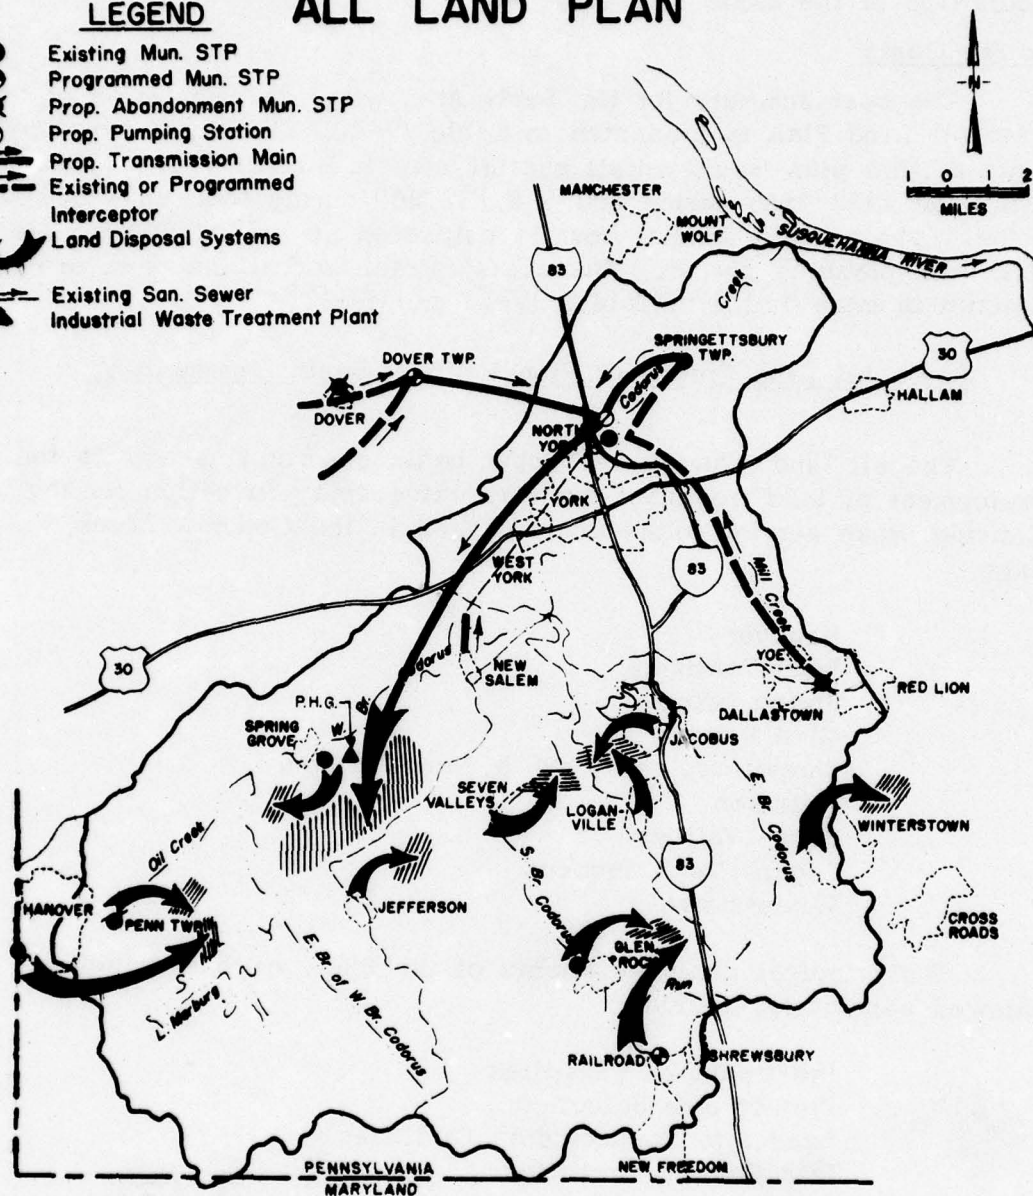 LEGEND
ALL LAND PLAN
Existing Mun. STP
Programmed Mun. STP
Prop. Abandonment Mun. STP
Prop. Pumping Station
Prop. Transmission Main
Existing or Programmed
Interceptor
Land Disposal Systems
Existing San. Sewer
Industrial Waste Treatment Plant
N
0 1 2
MILES
MANCHESTER
MOUNT
WOLF
SUSQUEHANNA RIVER
83
Creek
SPRINGETTSBURY
TWP.
30
DOVER TWP.
DOVER
Codorus
HALLAM
NORTH
YORK
YORK
WEST
YORK
83
Mill Creek
YOE
30
NEW
SALEM
RED LION
DALLASTOWN
P.H.G.
W.
SPRING
GROVE
JACOBUS
SEVEN
VALLEYS
LOGAN-
VILLE
E. Br. Codorus
WINTERSTOWN
Oil Creek
83
S. Br. Codorus
HANOVER
PENN TWP.
JEFFERSON
CROSS
ROADS
GLEN
ROCK
Run
L. Marburg
E. Br. of W. Br. Codorus
RAILROAD
SHREWSBURY
PENNSYLVANIA
NEW FREEDOM
MARYLAND